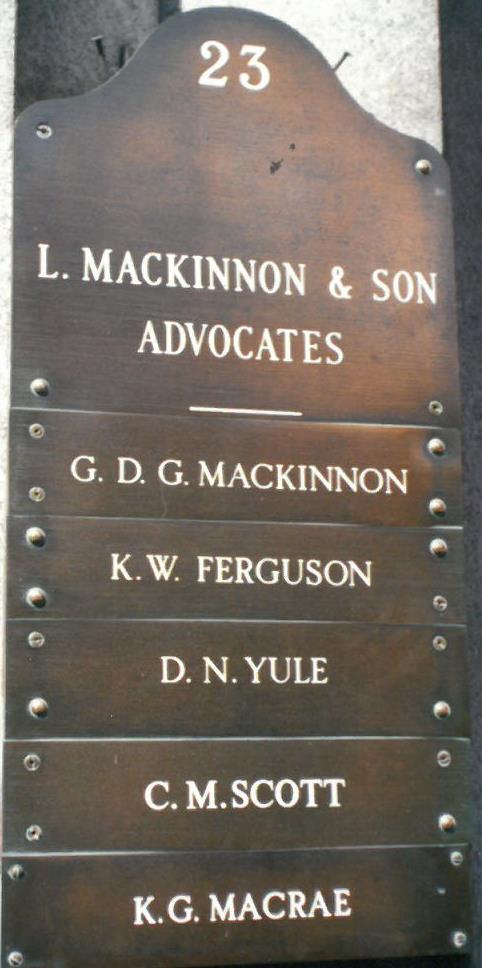 23
L. MACKINNON & SON
ADVOCATES
G. D. G. MACKINNON
K. W. FERGUSON
D. N. YULE
C. M. SCOTT
K. G. MACRAE